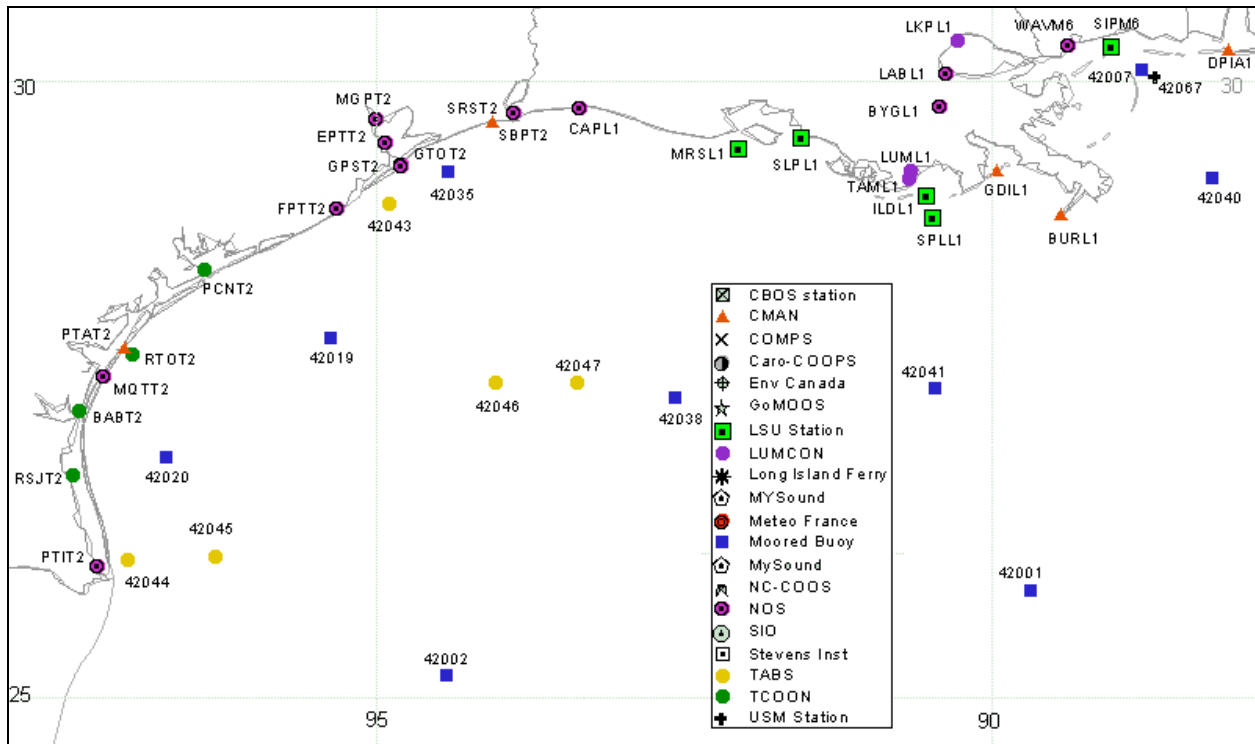 LKPL1
WAVM6
SIPM6
DPIA1
30
LABL1
42007
42067
30
MGPT2
SRST2
SBPT2
CAPL1
BYGL1
EPTT2
GTOT2
MRSL1
SLPL1
LUML1
GPST2
42035
TAML1
GDIL1
42040
FPTT2
42043
ILDL1
SPLL1
BURL1
PCNT2
PTAT2
RTOT2
42019
42047
42041
MQTT2
42046
42038
BABT2
RSJT2
42020
42045
PTIT2
42044
42001
42002
25
95
90
CBOS station
CMAN
COMPS
Caro-COOPS
Env Canada
GoMOOS
LSU Station
LUMCON
Long Island Ferry
MYSound
Meteo France
Moored Buoy
MySound
NC-COOS
NOS
SIO
Stevens Inst
TABS
TCOON
USM Station